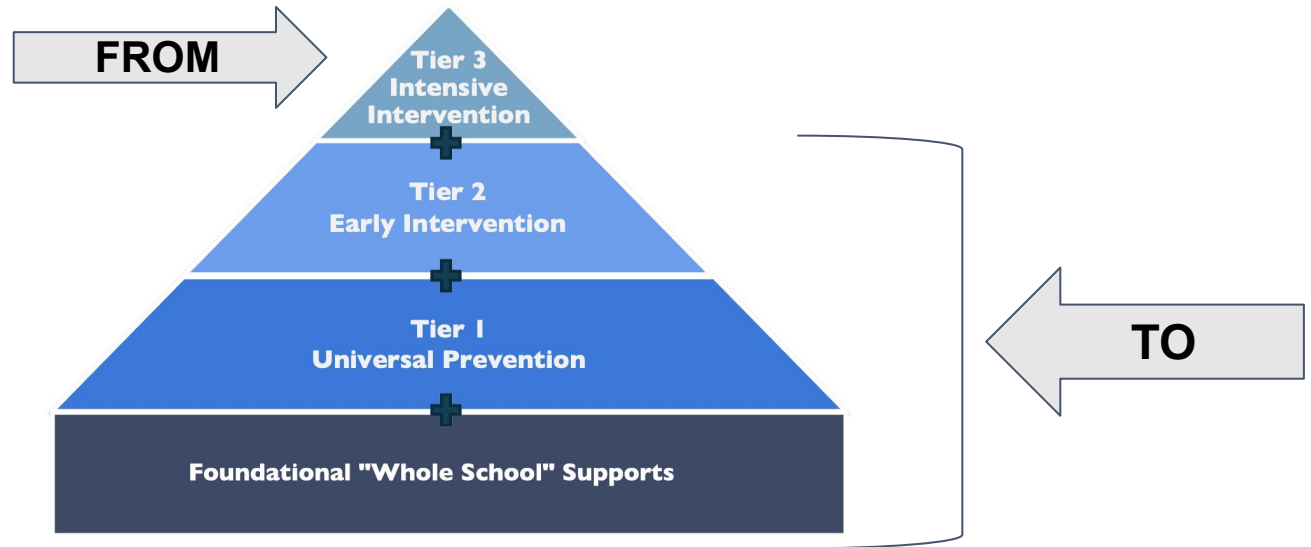 FROM
Tier 3
Intensive
Intervention
Tier 2
Early Intervention
Tier 1
Universal Prevention
TO
Foundational "Whole School" Supports